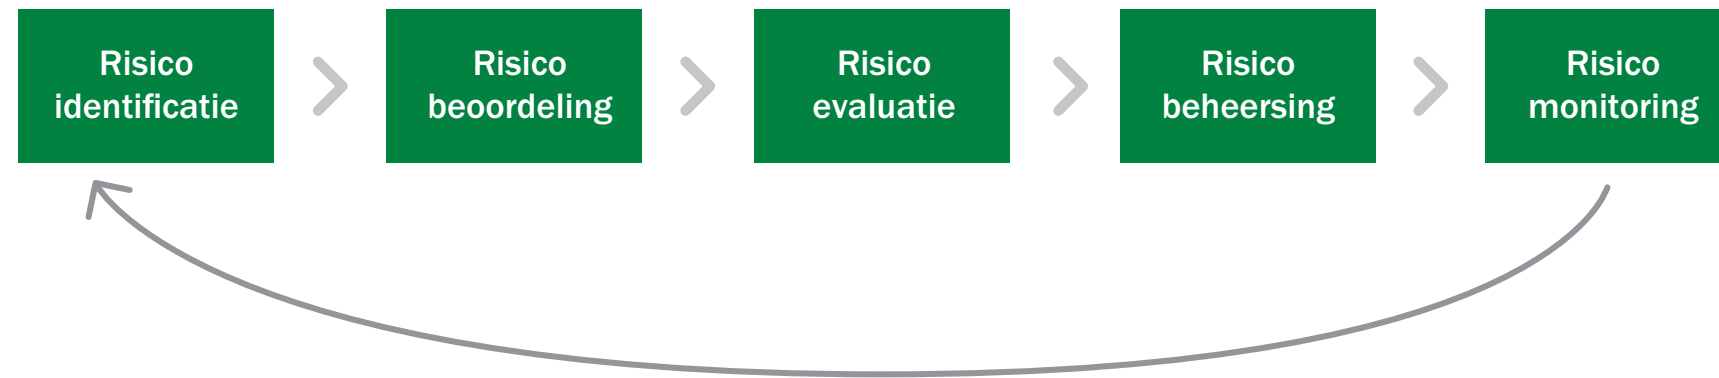 Risico
identificatie
Risico
beoordeling
Risico
evaluatie
Risico
beheersing
Risico
monitoring